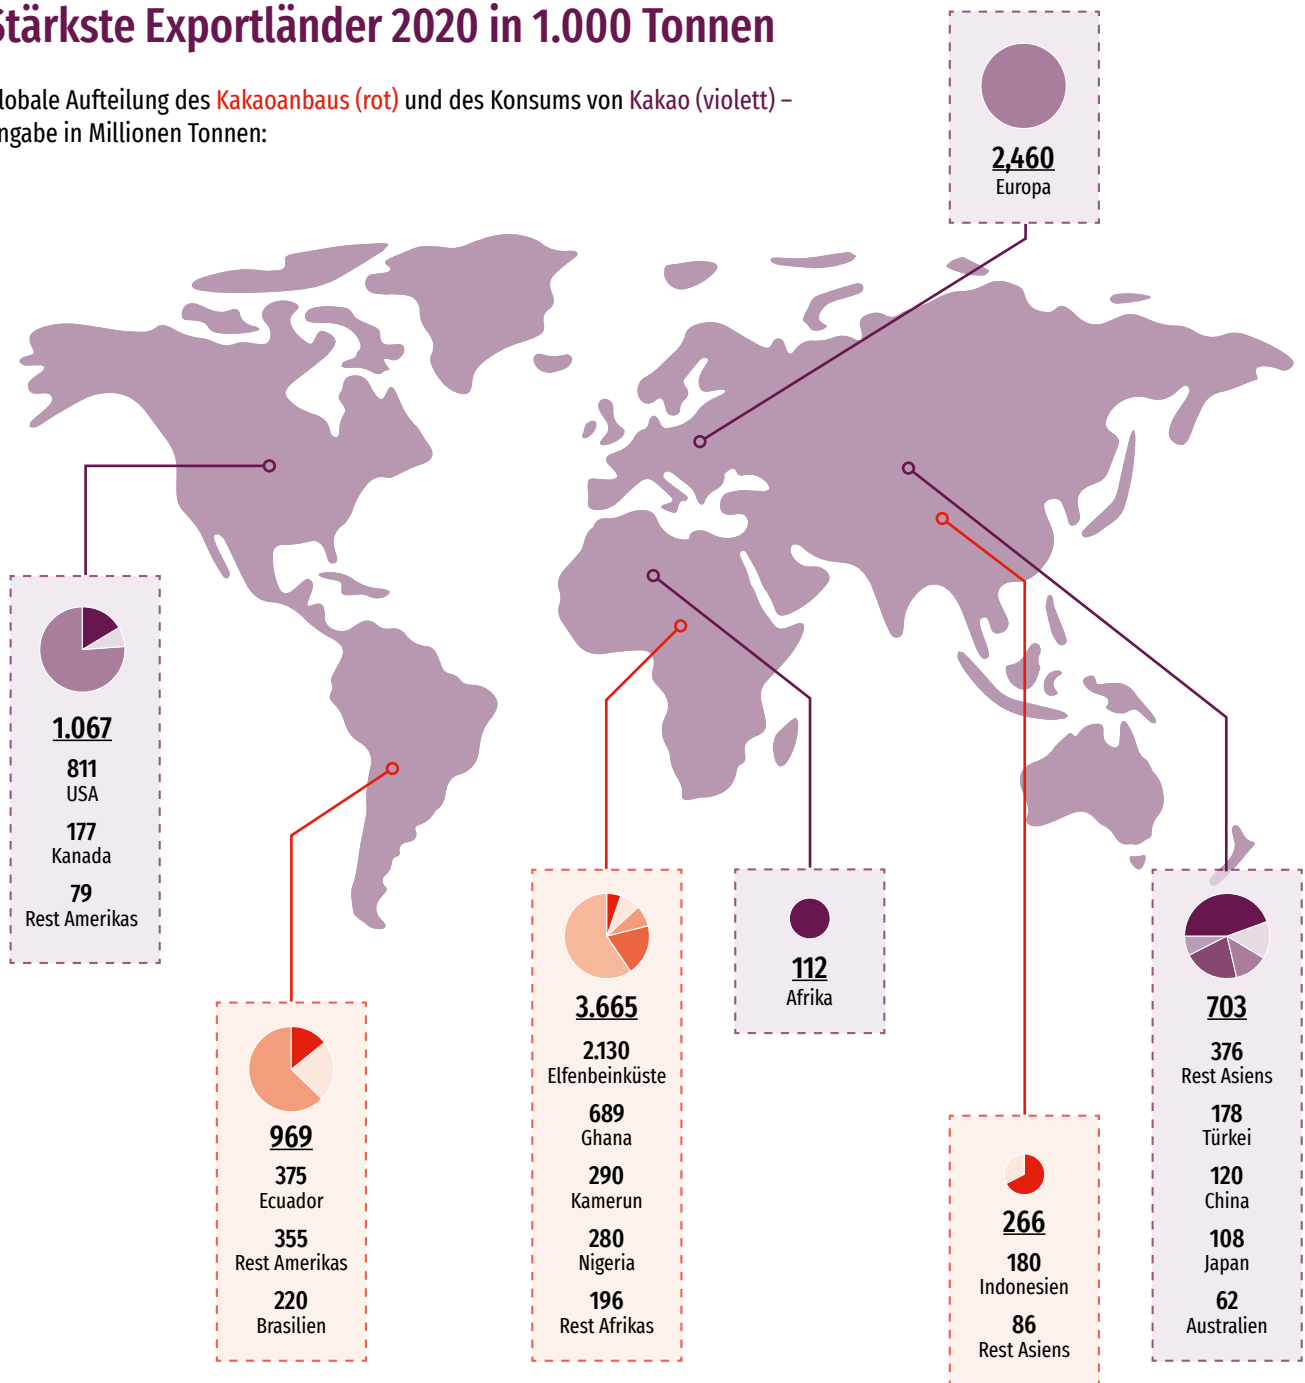 Stärkste Exportländer 2020 in 1.000 Tonnen
lobale Aufteilung des Kakaoanbaus (rot) und des Konsums von Kakao (violett) –
ngabe in Millionen Tonnen:
2,460
Europa
1.067
811
USA
177
Kanada
79
Rest Amerikas
969
375
Ecuador
355
Rest Amerikas
220
Brasilien
3.665
2.130
Elfenbeinküste
689
Ghana
290
Kamerun
280
Nigeria
196
Rest Afrikas
112
Afrika
266
180
Indonesien
86
Rest Asiens
703
376
Rest Asiens
178
Türkei
120
China
108
Japan
62
Australien